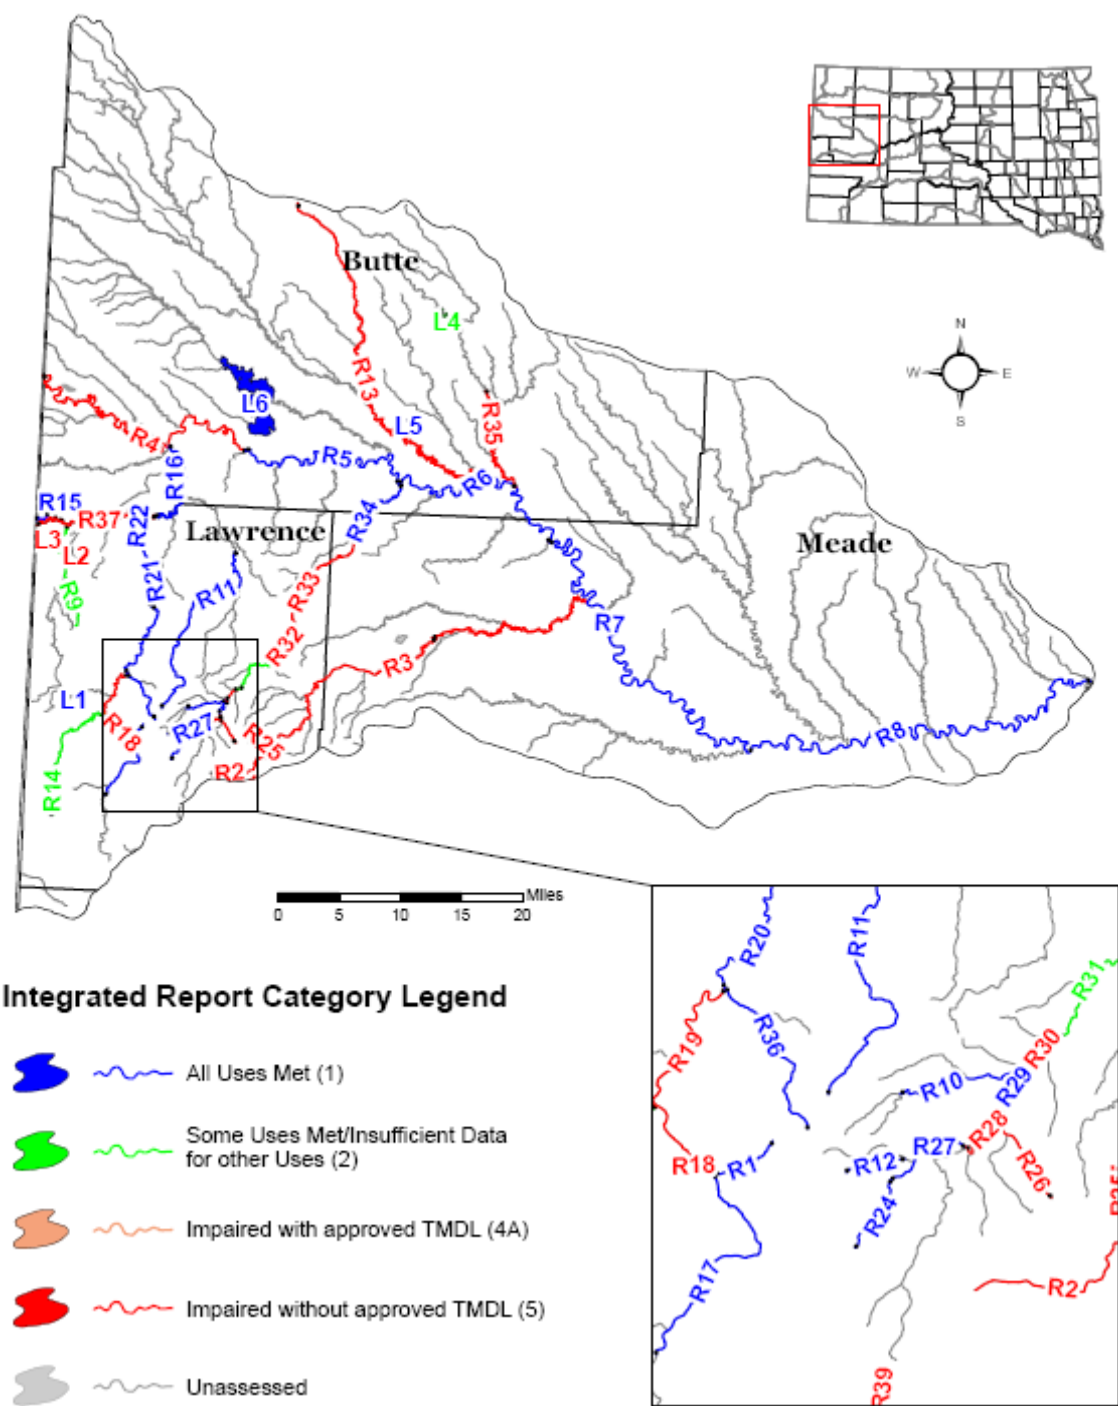 Butte
L4
N
W E
S
R13
L6
L5
R35
R4
R16
R5
R6
R15
R37
R22
R34
L3
L2
Lawrence
Meade
R9
R21
R11
R33
R32
R7
R3
L1
R18
R27
R25
R8
R14
R2
Miles
0 5 10 15 20
Integrated Report Category Legend
All Uses Met (1)
Some Uses Met/Insufficient Data
for other Uses (2)
Impaired with approved TMDL (4A)
Impaired without approved TMDL (5)
Unassessed
R20
R11
R31
R19
R36
R30
R10
R29
R28
R18
R1
R12
R27
R26
R24
R17
R2
R39